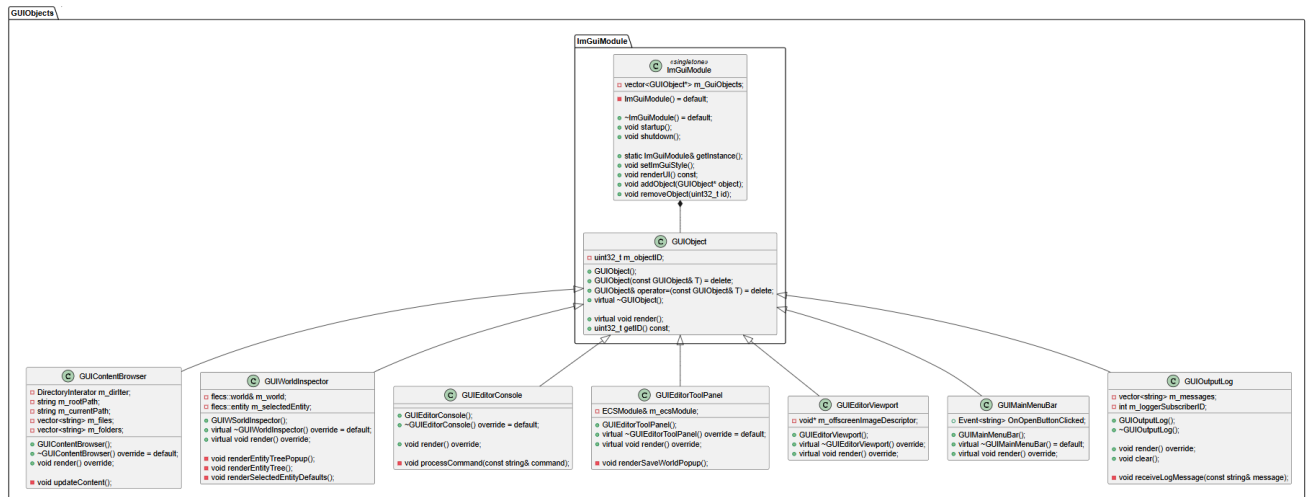 GUIObjects
ImGuiModule
C
«singletone»
ImGuiModule
vector<GUIObject*> m_GuiObjects;
ImGuiModule() = default;
~ImGuiModule() = default;
void startup();
void shutdown();
static ImGuiModule& getInstance();
void setImGuiStyle();
void renderUI() const;
void addObject(GUIObject* object);
void removeObject(uint32_t id);
C GUIObject
uint32_t m_objectID;
GUIObject();
GUIObject(const GUIObject& T) = delete;
GUIObject& operator=(const GUIObject& T) = delete;
virtual ~GUIObject();
virtual void render();
uint32_t getID() const;
C GUIContentBrowser
DirectoryInterator m_dirIter;
string m_rootPath;
string m_currentPath;
vector<string> m_files;
vector<string> m_folders;
GUIContentBrowser();
~GUIContentBrowser() override = default;
void render() override;
void updateContent();
C GUIWorldInspector
flecs::world& m_world;
flecs::entity m_selectedEntity;
GUIWSorldInspector();
virtual ~GUIWorldInspector() override = default;
virtual void render() override;
void renderEntityTreePopup();
void renderEntityTree();
void renderSelectedEntityDefaults();
C GUIEditorConsole
GUIEditorConsole();
~GUIEditorConsole() override = default;
void render() override;
void processCommand(const string& command);
C GUIEditorToolPanel
ECSModule& m_ecsModule;
GUIEditorToolPanel();
virtual ~GUIEditorToolPanel() override = default;
virtual void render() override;
void renderSaveWorldPopup();
C GUIEditorViewport
void* m_offscreenImageDescriptor;
GUIEditorViewport();
virtual ~GUIEditorViewport() override;
virtual void render() override;
C GUIMainMenuBar
Event<string> OnOpenButtonClicked;
GUIMainMenuBar();
virtual ~GUIMainMenuBar() = default;
virtual void render() override;
C GUIOutputLog
vector<string> m_messages;
int m_loggerSubscriberID;
GUIOutputLog();
~GUIOutputLog();
void render() override;
void clear();
void receiveLogMessage(const string& message);